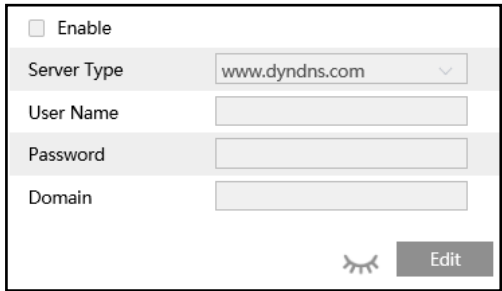 Enable
Server Type www.dyndns.com
User Name
Password
Domain
Edit